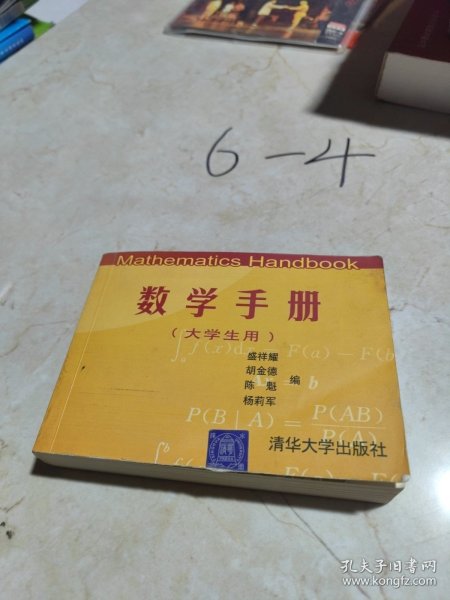 6-4
Mathematics Handbook
数学手册
(大学生用)
盛祥耀
胡金德
陈魁
杨莉军
编
∫ f(x)dx F(a) - F(b
b
P(B|A) = P(AB)
P(A)
清华大学出版社
孔夫子旧书网
www.kongfz.com